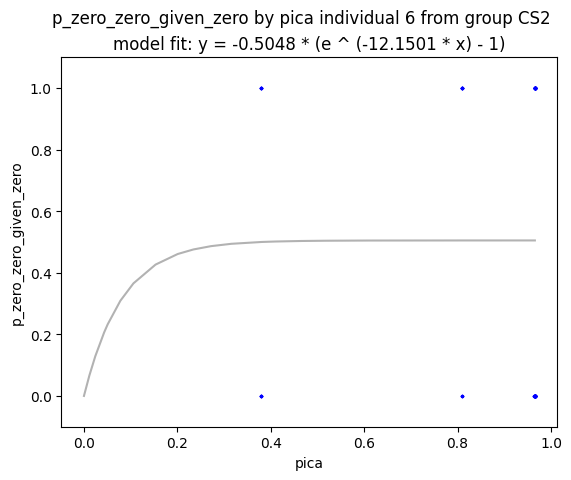 p_zero_zero_given_zero by pica individual 6 from group CS2
model fit: y = -0.5048 * (e ^ (-12.1501 * x) - 1)
1.0
0.8
0.6
0.4
0.2
0.0
p_zero_zero_given_zero
0.0 0.2 0.4 0.6 0.8 1.0
pica